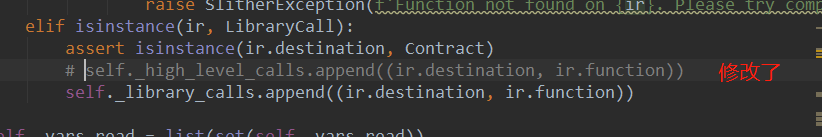 raise SlitherException(f"Function not found on {ir}. Please try comp
elif isinstance(ir, LibraryCall):
assert isinstance(ir.destination, Contract)
# self._high_level_calls.append((ir.destination, ir.function))
修改了
self._library_calls.append((ir.destination, ir.function))
self._vars_read = list(set(self._vars_read))